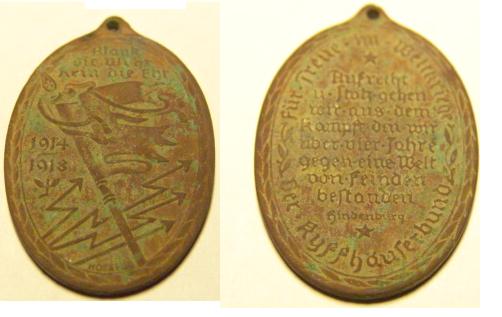 Blank
die Wehr
Rein die Ehr
1914
1918
Für Treue im Weltkriege
Aufrecht
u. stolz gehen
wir aus dem
Kampf den wir
über vier Jahre
gegen eine Welt
von Feinden
bestanden
Hindenburg
Der Kyffhäuserbund